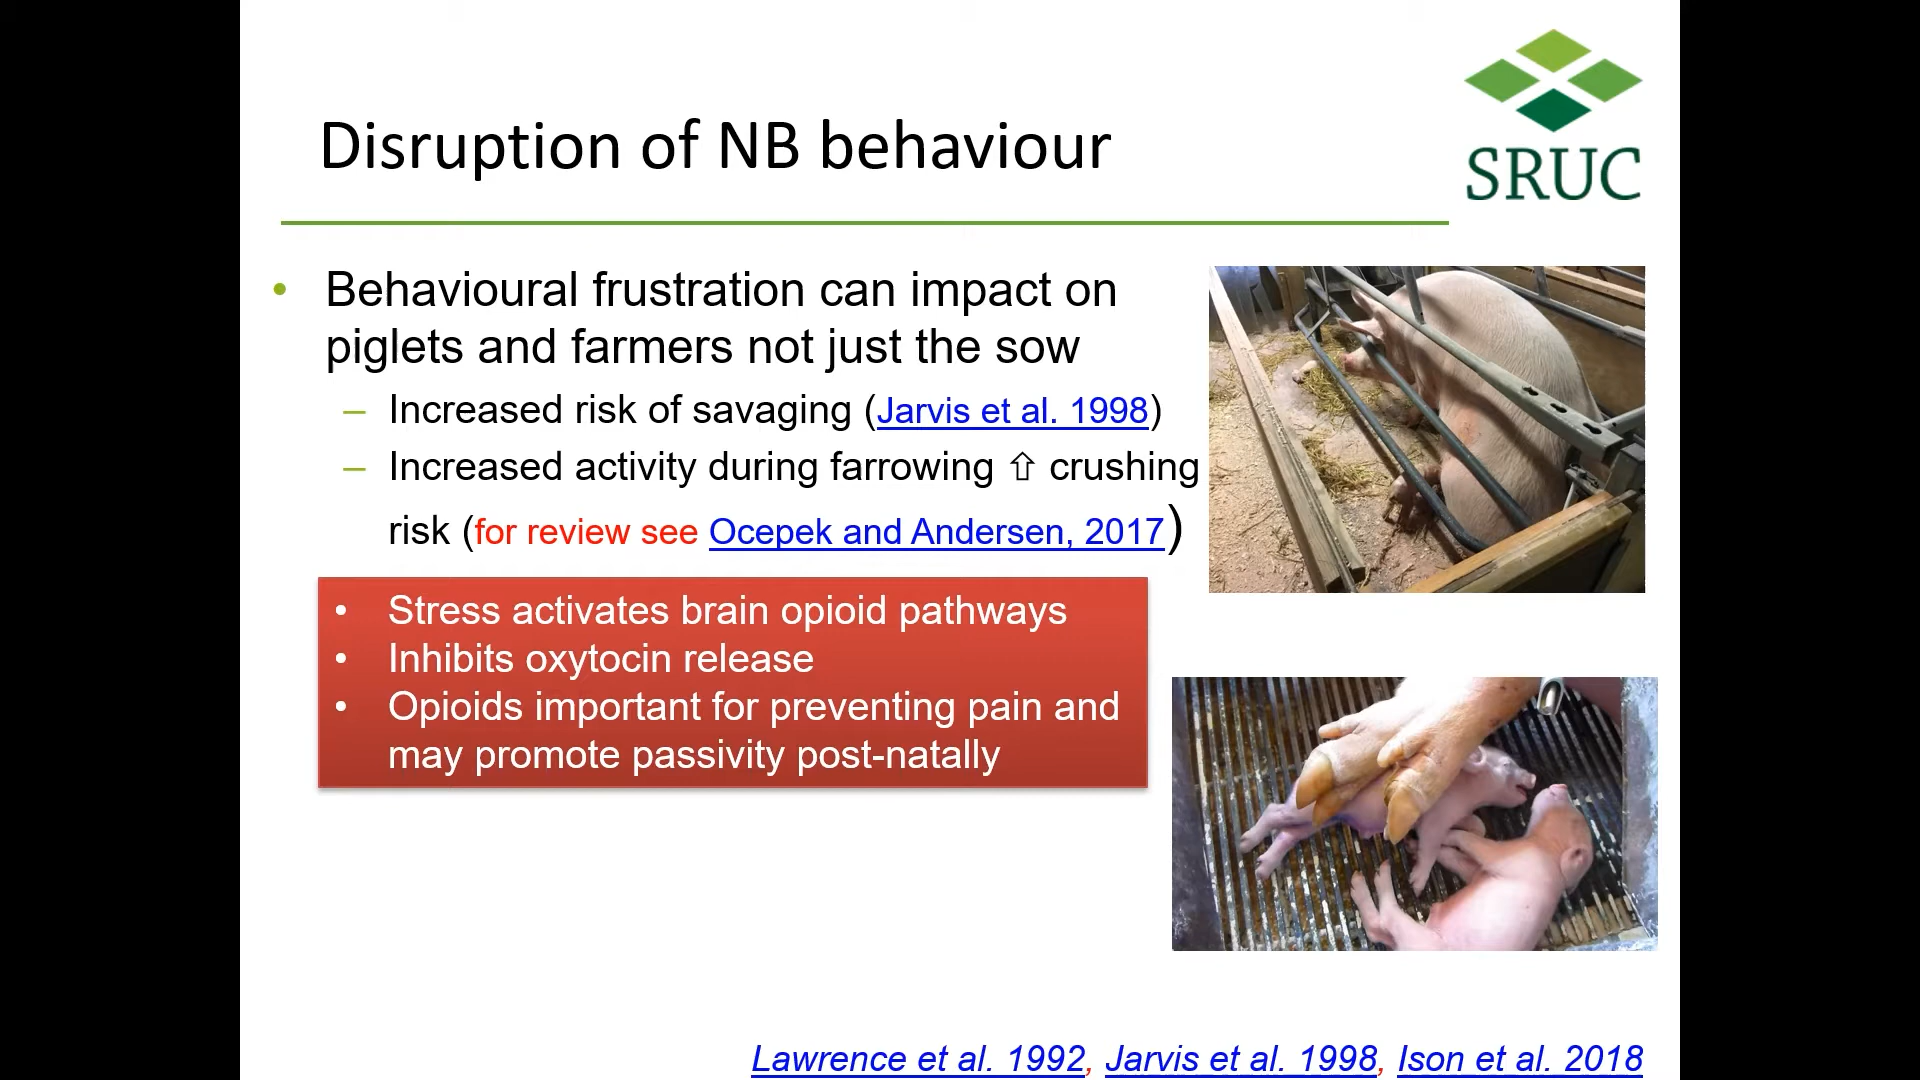 SRUC
Disruption of NB behaviour
• Behavioural frustration can impact on
piglets and farmers not just the sow
– Increased risk of savaging (Jarvis et al. 1998)
– Increased activity during farrowing ⇧ crushing
risk (for review see Ocepek and Andersen, 2017)
• Stress activates brain opioid pathways
• Inhibits oxytocin release
• Opioids important for preventing pain and
may promote passivity post-natally
Lawrence et al. 1992, Jarvis et al. 1998, Ison et al. 2018